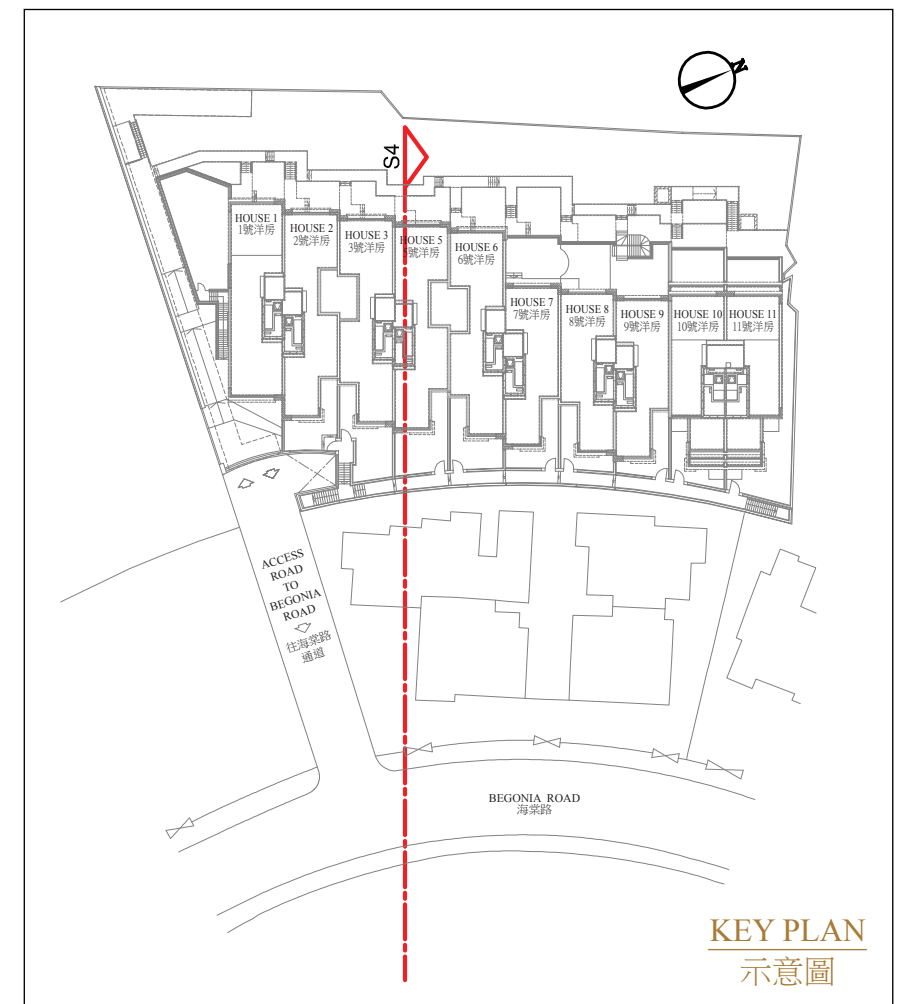 N
S4
HOUSE 1
1號洋房
HOUSE 2
2號洋房
HOUSE 3
3號洋房
HOUSE 5
5號洋房
HOUSE 6
6號洋房
HOUSE 7
7號洋房
HOUSE 8
8號洋房
HOUSE 9
9號洋房
HOUSE 10
10號洋房
HOUSE 11
11號洋房
ACCESS
ROAD
TO
BEGONIA
ROAD
往海棠路
通道
BEGONIA ROAD
海棠路
KEY PLAN
示意圖